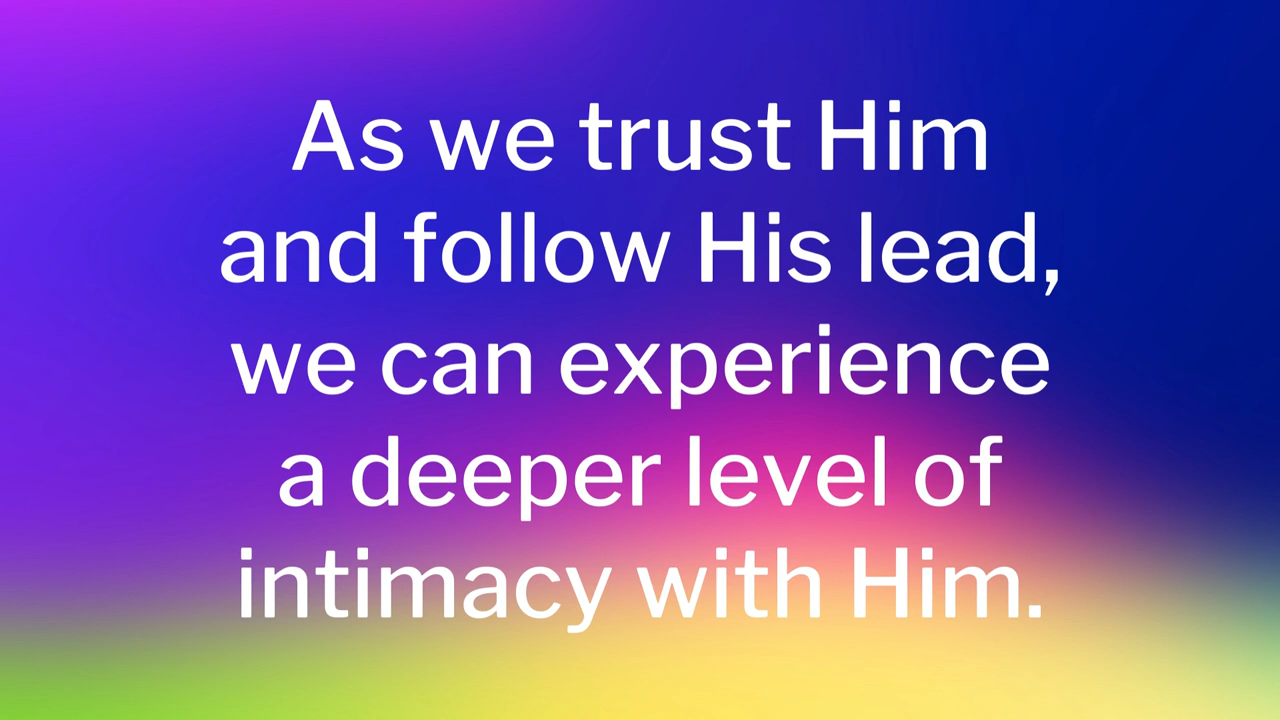 As we trust Him
and follow His lead,
we can experience
a deeper level of
intimacy with Him.